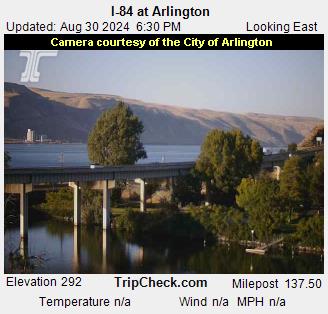 I-84 at Arlington
Updated: Aug 30 2024 6:30 PM Looking East
Camera courtesy of the City of Arlington
Elevation 292 TripCheck.com Milepost 137.50
Temperature n/a Wind n/a MPH n/a